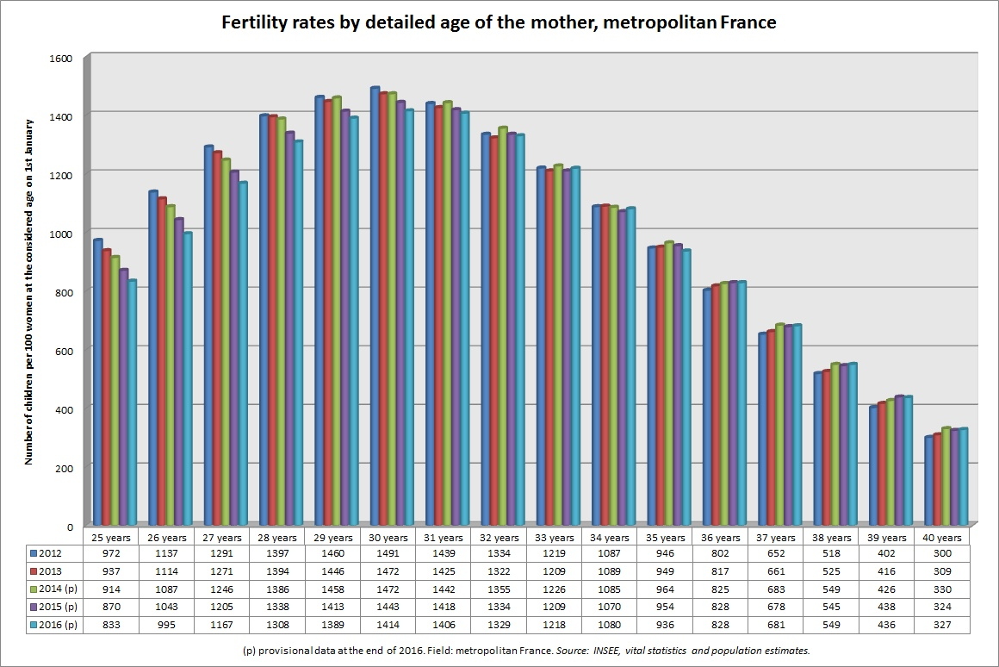 Fertility rates by detailed age of the mother, metropolitan France
Number of children per 100 women at the considered age on 1st January
1600
1400
1200
1000
800
600
400
200
0
25 years 26 years 27 years 28 years 29 years 30 years 31 years 32 years 33 years 34 years 35 years 36 years 37 years 38 years 39 years 40 years
2012 972 1137 1291 1397 1460 1491 1439 1334 1219 1087 946 802 652 518 402 300
2013 937 1114 1271 1394 1446 1472 1425 1322 1209 1089 949 817 661 525 416 309
2014 (p) 914 1087 1246 1386 1458 1472 1442 1355 1226 1085 964 825 683 549 426 330
2015 (p) 870 1043 1205 1338 1413 1443 1418 1334 1209 1070 954 828 678 545 438 324
2016 (p) 833 995 1167 1308 1389 1414 1406 1329 1218 1080 936 828 681 549 436 327
(p) provisional data at the end of 2016. Field: metropolitan France. Source: INSEE, vital statistics and population estimates.